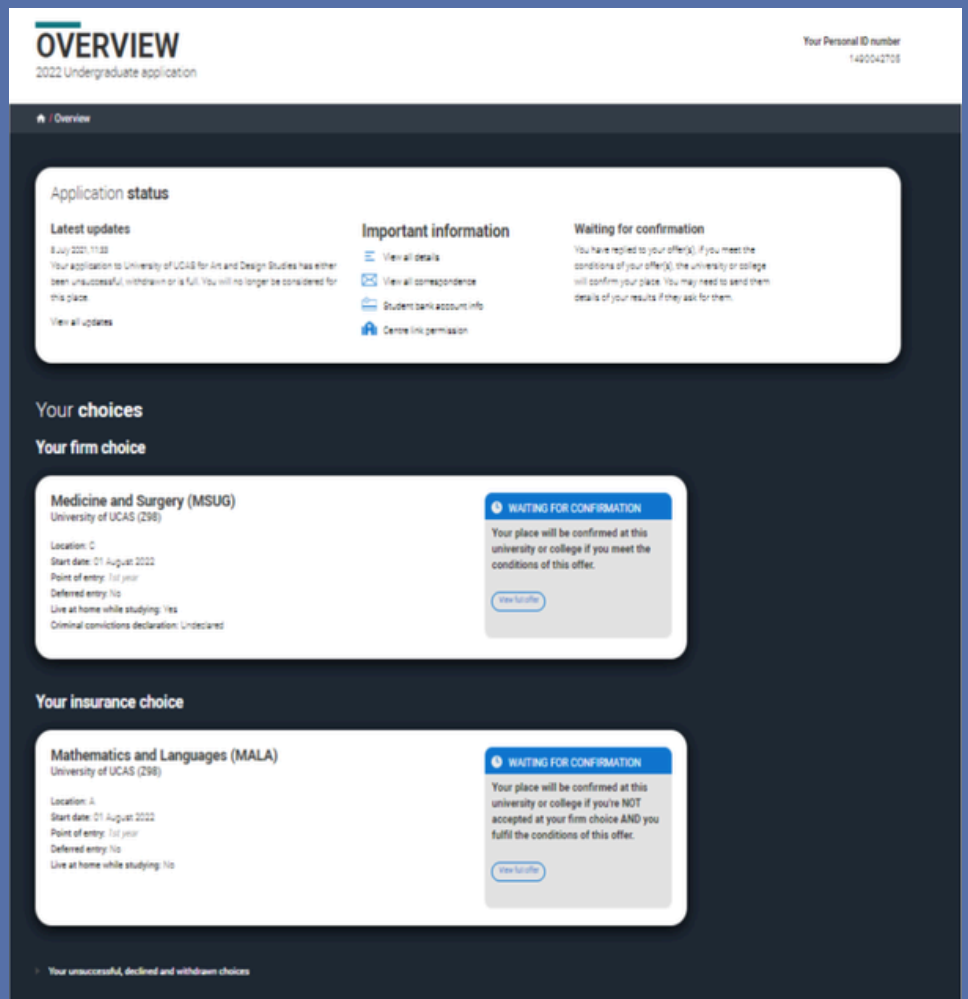 OVERVIEW
2022 Undergraduate application
Your Personal ID number
1490042708
/ Overview
Application status
Latest updates
8 July 2021, 11:33
Your application to University of UCAS for Art and Design Studies has either
been unsuccessful, withdrawn or is full. You will no longer be considered for
this place.
View all updates
Important information
View all details
View all correspondence
Student bank account info
Centre link permission
Waiting for confirmation
You have replied to your offer(s), if you meet the
conditions of your offer(s), the university or college
will confirm your place. You may need to send them
details of your results if they ask for them.
Your choices
Your firm choice
Medicine and Surgery (MSUG)
University of UCAS (Z98)
Location:
Start date: 01 August 2022
Point of entry: 1st year
Deferred entry: No
Live at home while studying: Yes
Criminal convictions declaration: Undeclared
WAITING FOR CONFIRMATION
Your place will be confirmed at this
university or college if you meet the
conditions of this offer.
View full offer
Your insurance choice
Mathematics and Languages (MALA)
University of UCAS (Z98)
Location: A
Start date: 01 August 2022
Point of entry: 1st year
Deferred entry: No
Live at home while studying: No
WAITING FOR CONFIRMATION
Your place will be confirmed at this
university or college if you're NOT
accepted at your firm choice AND you
fulfil the conditions of this offer.
View full offer
Your unsuccessful, declined and withdrawn choices